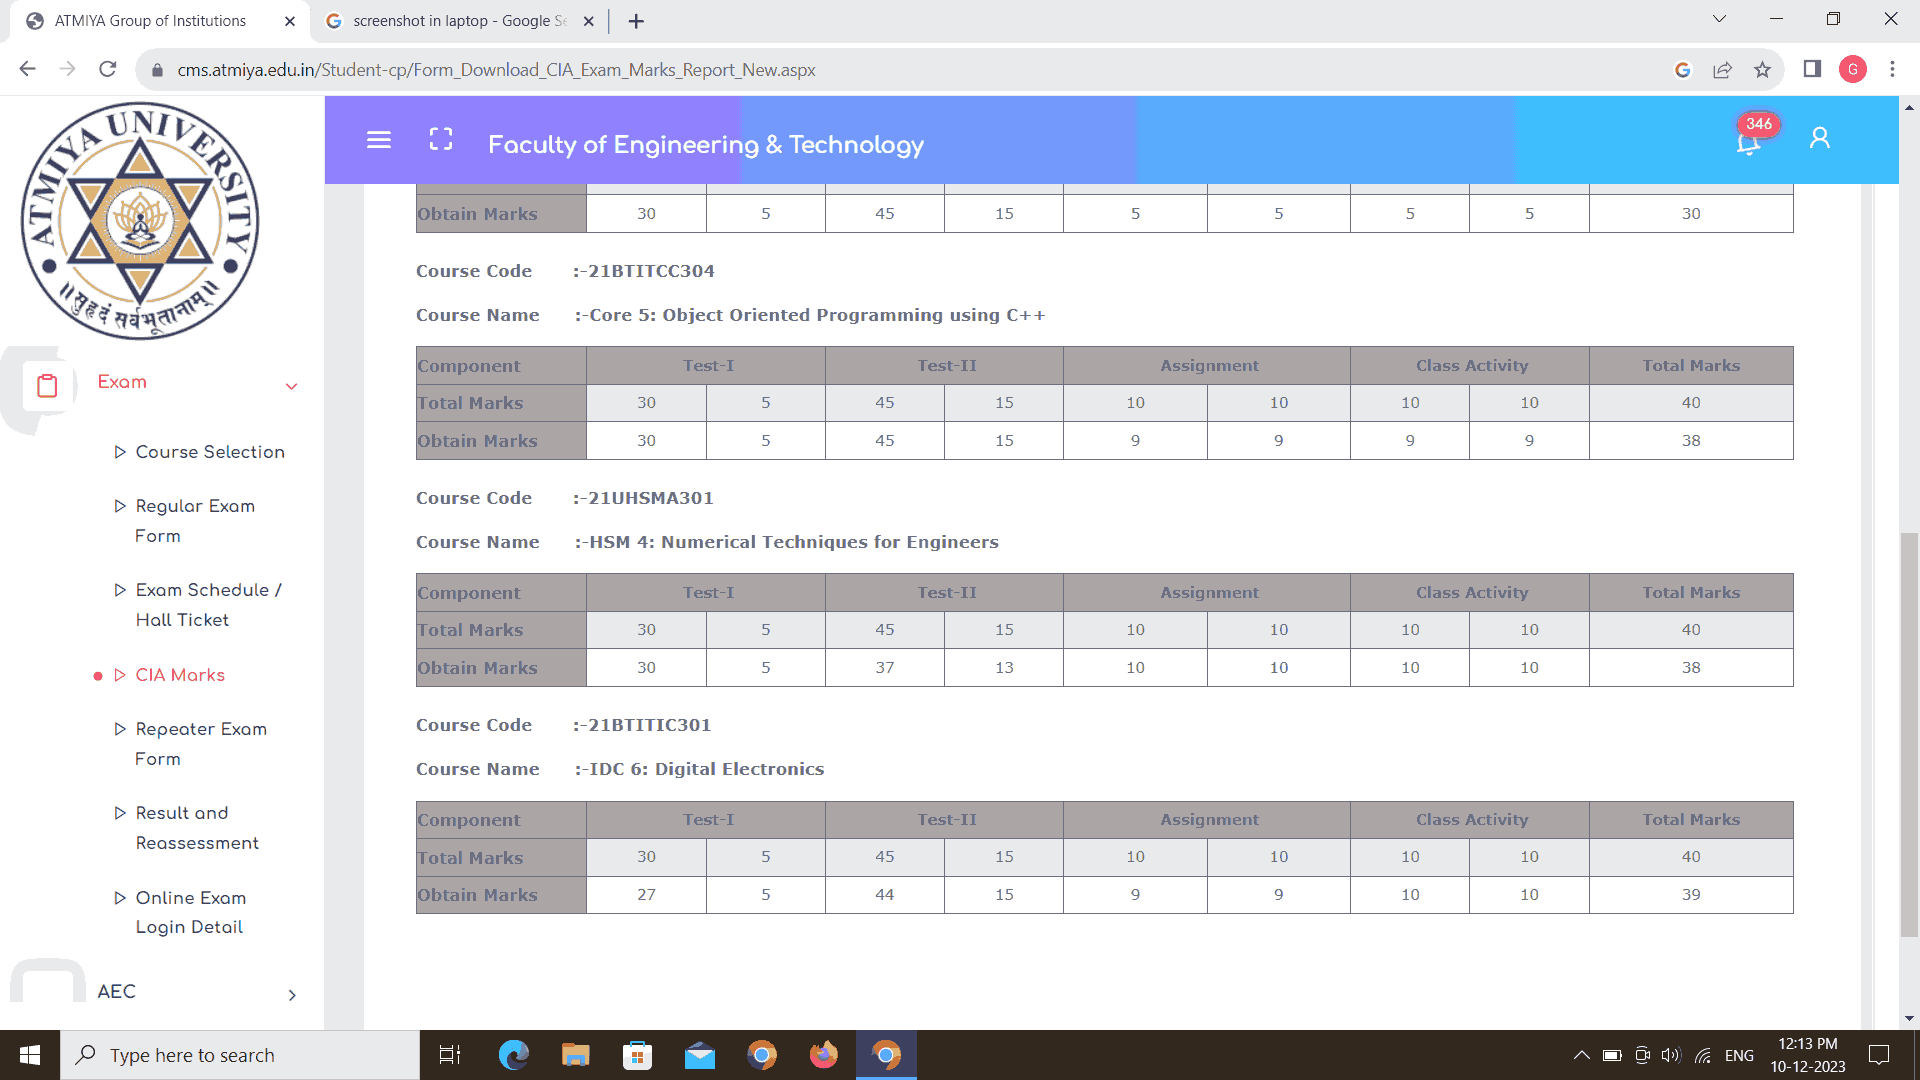 ATMIYA Group of Institutions
screenshot in laptop - Google Se
cms.atmiya.edu.in/Student-cp/Form_Download_CIA_Exam_Marks_Report_New.aspx
G
ATMIYA UNIVERSITY
॥ सुहृदं सर्वभूतानाम् ॥
Faculty of Engineering & Technology
346
Exam
Course Selection
Regular Exam
Form
Exam Schedule /
Hall Ticket
CIA Marks
Repeater Exam
Form
Result and
Reassessment
Online Exam
Login Detail
AEC
Obtain Marks 30 5 45 15 5 5 5 5 30
Course Code :-21BTITCC304
Course Name :-Core 5: Object Oriented Programming using C++
Component Test-I Test-II Assignment Class Activity Total Marks
Total Marks 30 5 45 15 10 10 10 10 40
Obtain Marks 30 5 45 15 9 9 9 9 38
Course Code :-21UHSMA301
Course Name :-HSM 4: Numerical Techniques for Engineers
Component Test-I Test-II Assignment Class Activity Total Marks
Total Marks 30 5 45 15 10 10 10 10 40
Obtain Marks 30 5 37 13 10 10 10 10 38
Course Code :-21BTITIC301
Course Name :-IDC 6: Digital Electronics
Component Test-I Test-II Assignment Class Activity Total Marks
Total Marks 30 5 45 15 10 10 10 10 40
Obtain Marks 27 5 44 15 9 9 10 10 39
Type here to search
ENG
12:13 PM
10-12-2023